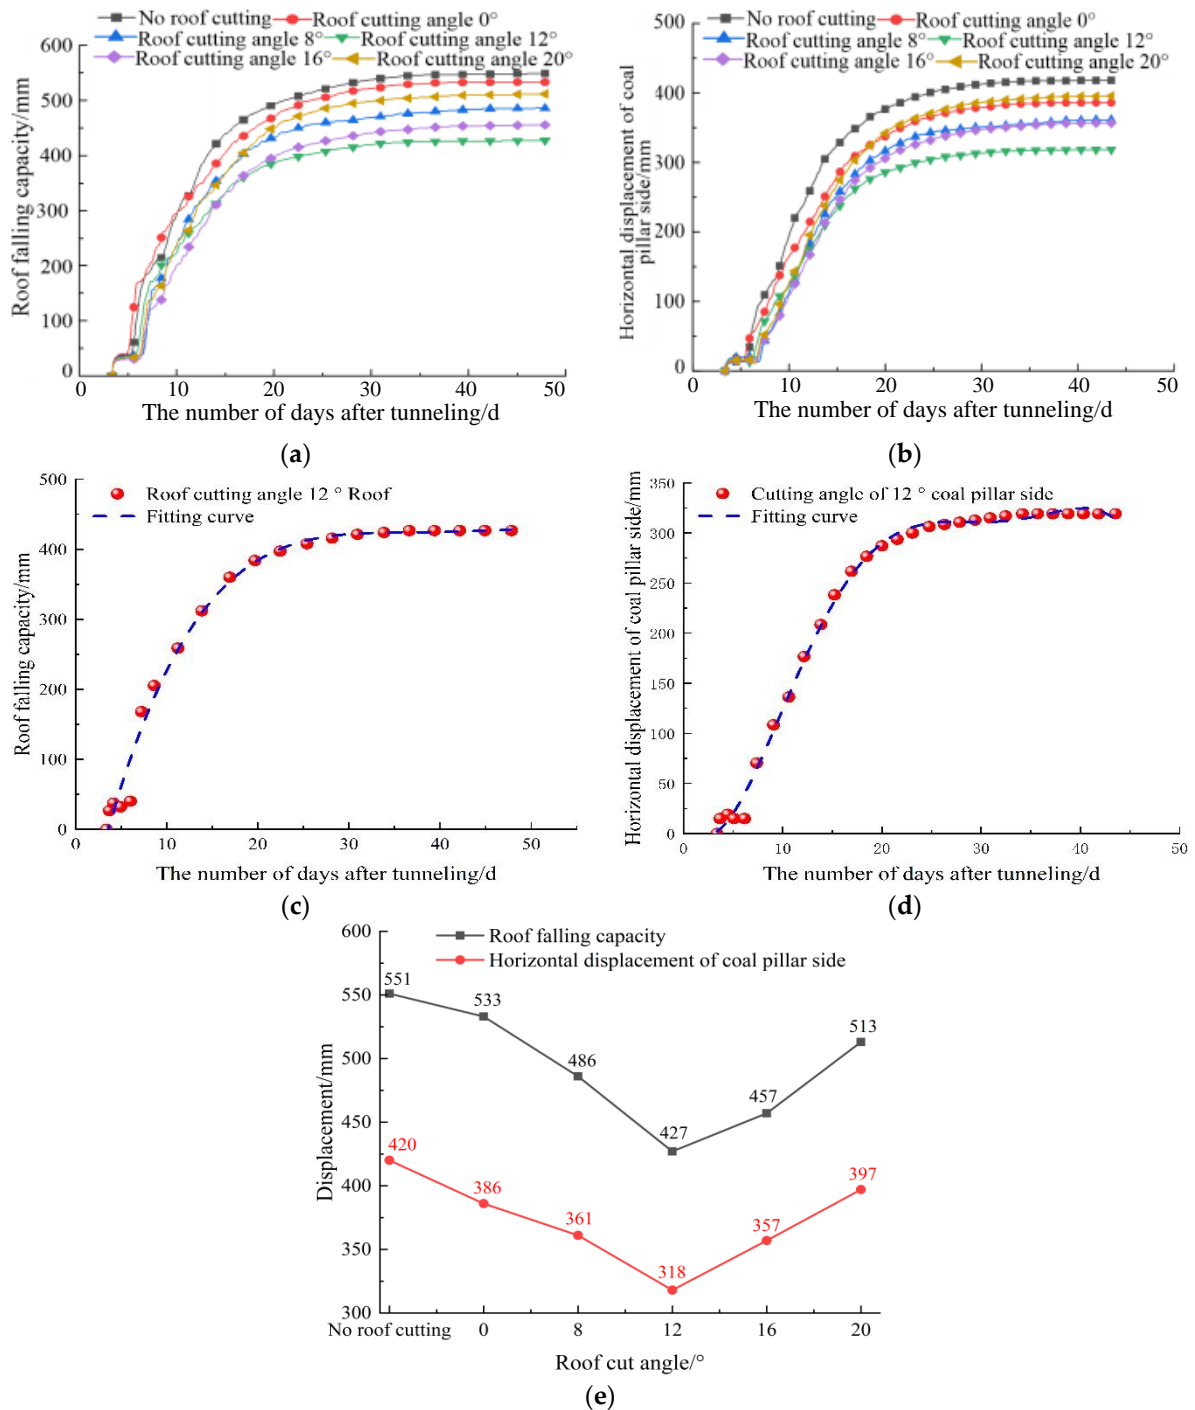 No roof cutting
Roof cutting angle 0°
Roof cutting angle 8°
Roof cutting angle 12°
Roof cutting angle 16°
Roof cutting angle 20°
Roof falling capacity/mm
600
500
400
300
200
100
0
0 10 20 30 40 50
The number of days after tunneling/d
(a)
No roof cutting
Roof cutting angle 0°
Roof cutting angle 8°
Roof cutting angle 12°
Roof cutting angle 16°
Roof cutting angle 20°
Horizontal displacement of coal
pillar side/mm
500
400
300
200
100
0
0 10 20 30 40 50
The number of days after tunneling/d
(b)
Roof cutting angle 12 ° Roof
Fitting curve
Roof falling capacity/mm
500
400
300
200
100
0
0 10 20 30 40 50
The number of days after tunneling/d
(c)
Cutting angle of 12 ° coal pillar side
Fitting curve
Horizontal displacement of coal pillar side/mm
350
300
250
200
150
100
50
0
0 10 20 30 40 50
The number of days after tunneling/d
(d)
Roof falling capacity
Horizontal displacement of coal pillar side
Displacement/mm
600
550
500
450
400
350
300
551
533
486
427
457
513
420
386
361
318
357
397
No roof cutting 0 8 12 16 20
Roof cut angle/°
(e)